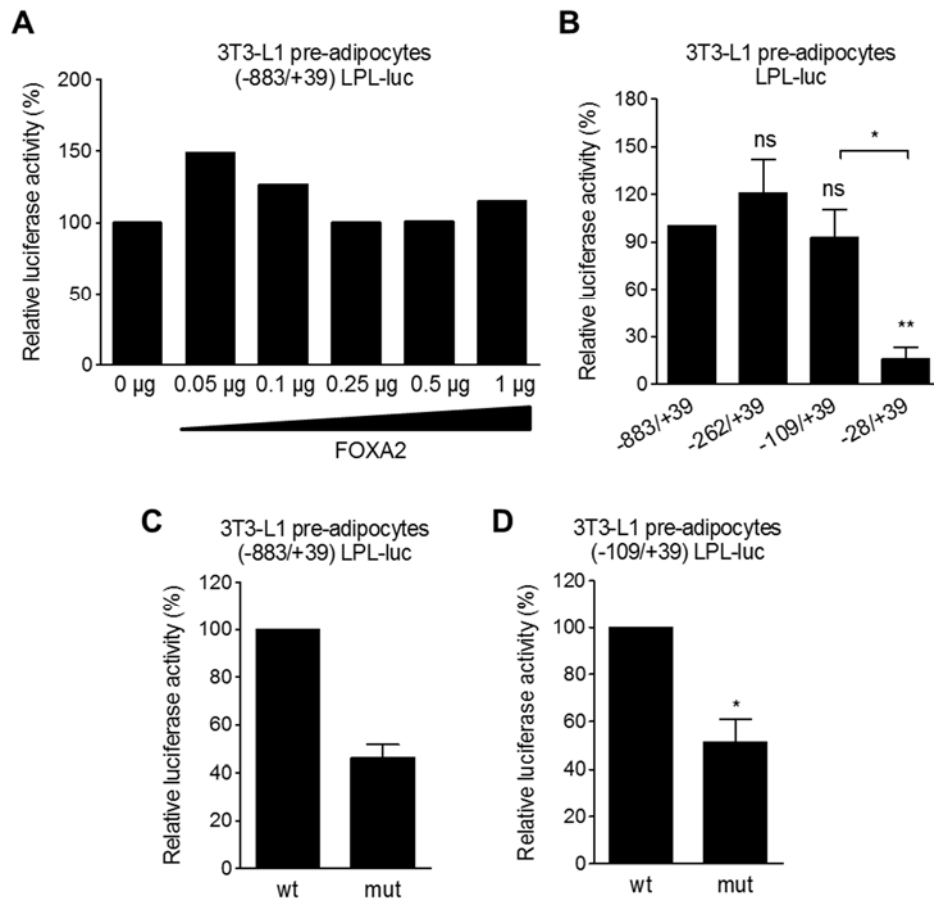 A
3T3-L1 pre-adipocytes
(-883/+39) LPL-luc
Relative luciferase activity (%)
200
150
100
50
0
0 µg 0.05 µg 0.1 µg 0.25 µg 0.5 µg 1 µg
FOXA2
B
3T3-L1 pre-adipocytes
LPL-luc
Relative luciferase activity (%)
180
150
120
90
60
30
0
ns
ns
*
**
-883/+39 -262/+39 -109/+39 -28/+39
C
3T3-L1 pre-adipocytes
(-883/+39) LPL-luc
Relative luciferase activity (%)
120
100
80
60
40
20
0
wt mut
D
3T3-L1 pre-adipocytes
(-109/+39) LPL-luc
Relative luciferase activity (%)
120
100
80
60
40
20
0
*
wt mut